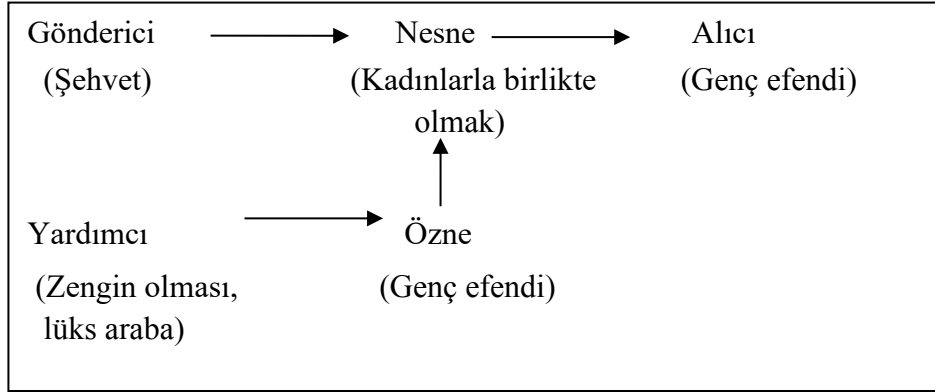 Gönderici Nesne Alıcı
(Şehvet) (Kadınlarla birlikte (Genç efendi)
olmak)
Yardımcı Özne
(Zengin olması, (Genç efendi)
lüks araba)